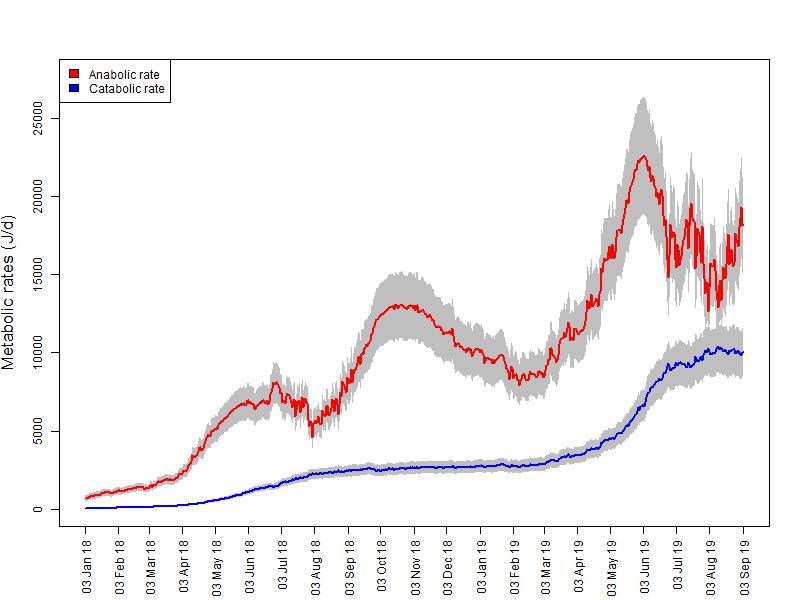 Anabolic rate
Catabolic rate
Metabolic rates (J/d)
25000
20000
15000
10000
5000
0
03 Jan 18
03 Feb 18
03 Mar 18
03 Apr 18
03 May 18
03 Jun 18
03 Jul 18
03 Aug 18
03 Sep 18
03 Oct 18
03 Nov 18
03 Dec 18
03 Jan 19
03 Feb 19
03 Mar 19
03 Apr 19
03 May 19
03 Jun 19
03 Jul 19
03 Aug 19
03 Sep 19